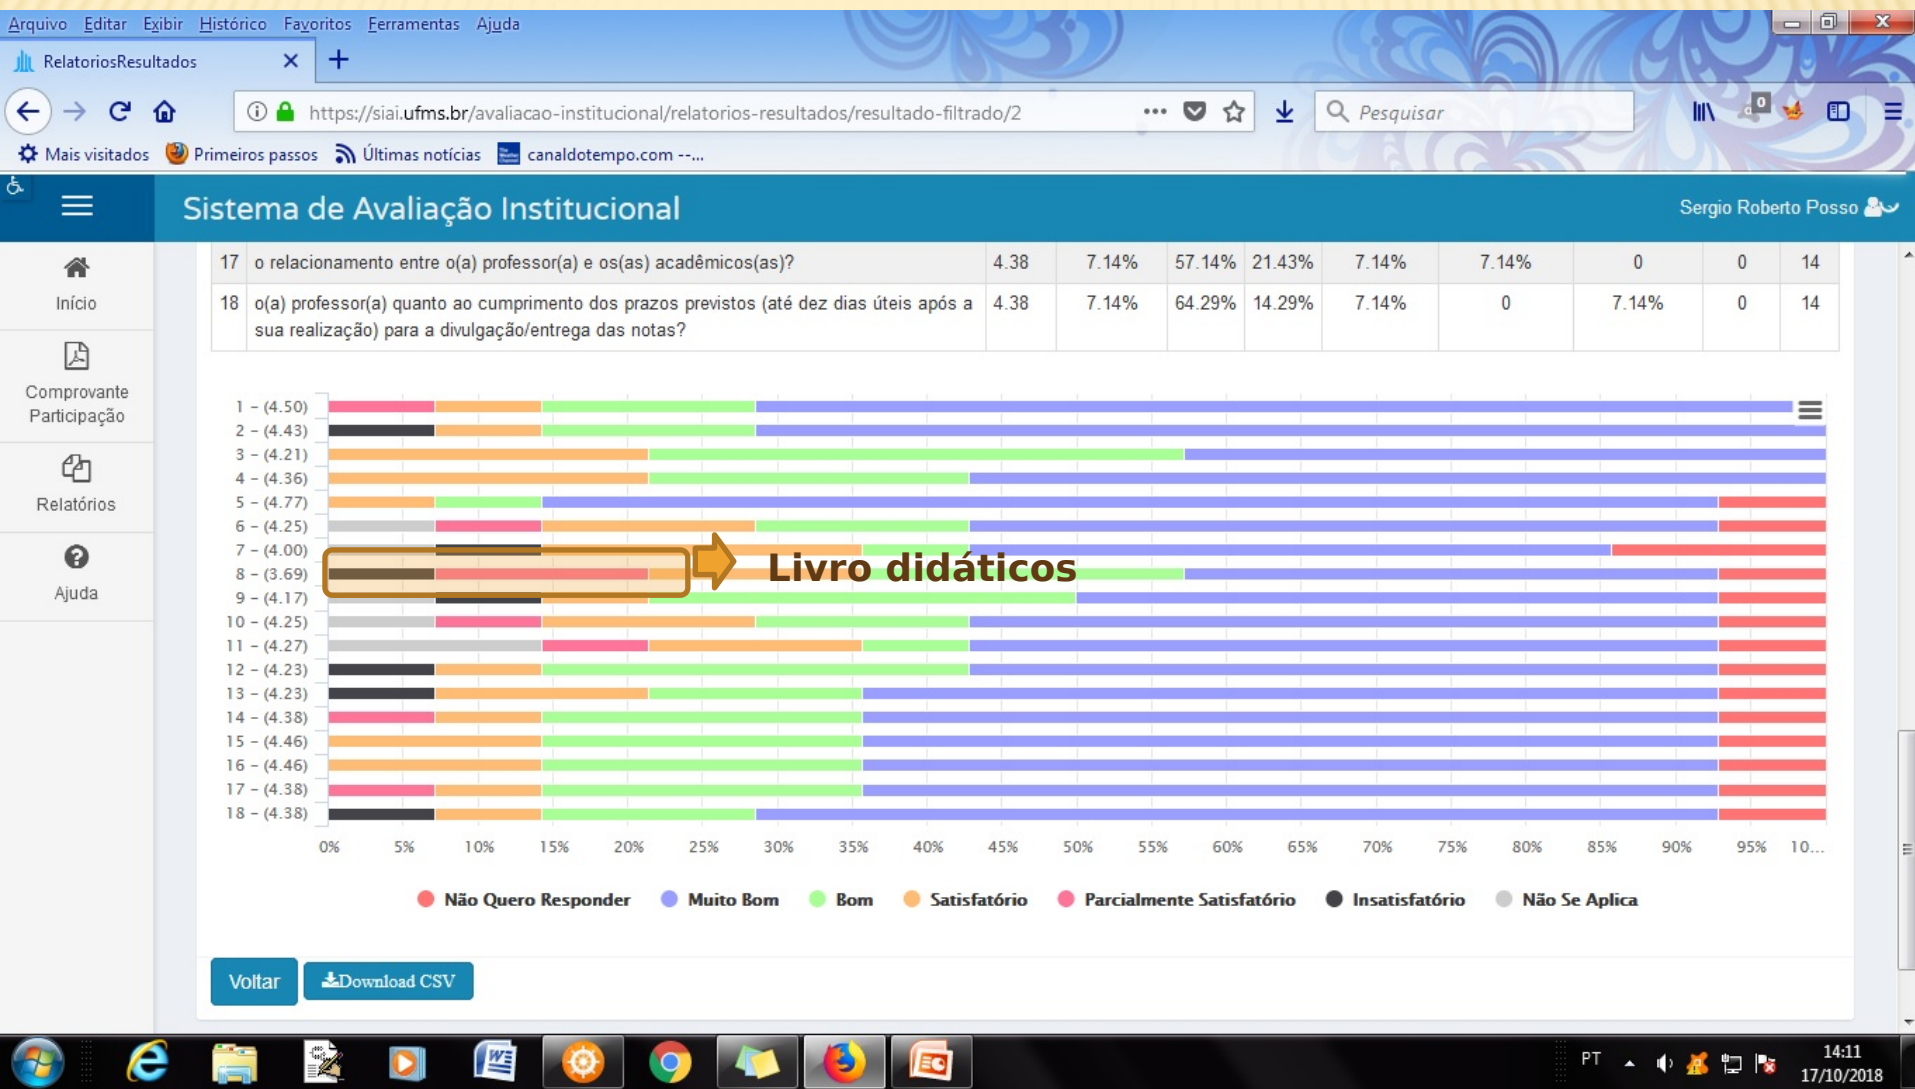 Arquivo Editar Exibir Histórico Favoritos Ferramentas Ajuda
RelatoriosResultados
https://siai.ufms.br/avaliacao-institucional/relatorios-resultados/resultado-filtrado/2
Pesquisar
0
Mais visitados Primeiros passos Últimas notícias canaldotempo.com --...
Sistema de Avaliação Institucional
Sergio Roberto Posso
Início
Comprovante
Participação
Relatórios
Ajuda
17 o relacionamento entre o(a) professor(a) e os(as) acadêmicos(as)? 4.38 7.14% 57.14% 21.43% 7.14% 7.14% 0 0 14
18 o(a) professor(a) quanto ao cumprimento dos prazos previstos (até dez dias úteis após a 4.38 7.14% 64.29% 14.29% 7.14% 0 7.14% 0 14
sua realização) para a divulgação/entrega das notas?
1 - (4.50)
2 - (4.43)
3 - (4.21)
4 - (4.36)
5 - (4.77)
6 - (4.25)
7 - (4.00)
8 - (3.69)
Livro didáticos
9 - (4.17)
10 - (4.25)
11 - (4.27)
12 - (4.23)
13 - (4.23)
14 - (4.38)
15 - (4.46)
16 - (4.46)
17 - (4.38)
18 - (4.38)
0% 5% 10% 15% 20% 25% 30% 35% 40% 45% 50% 55% 60% 65% 70% 75% 80% 85% 90% 95% 10...
Não Quero Responder Muito Bom Bom Satisfatório Parcialmente Satisfatório Insatisfatório Não Se Aplica
Voltar Download CSV
PT
14:11
17/10/2018